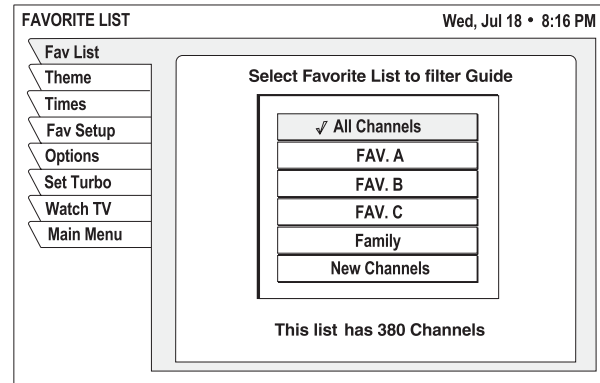 FAVORITE LIST
Wed, Jul 18 • 8:16 PM
Fav List
Theme
Times
Fav Setup
Options
Set Turbo
Watch TV
Main Menu
Select Favorite List to filter Guide
✓ All Channels
FAV. A
FAV. B
FAV. C
Family
New Channels
This list has 380 Channels